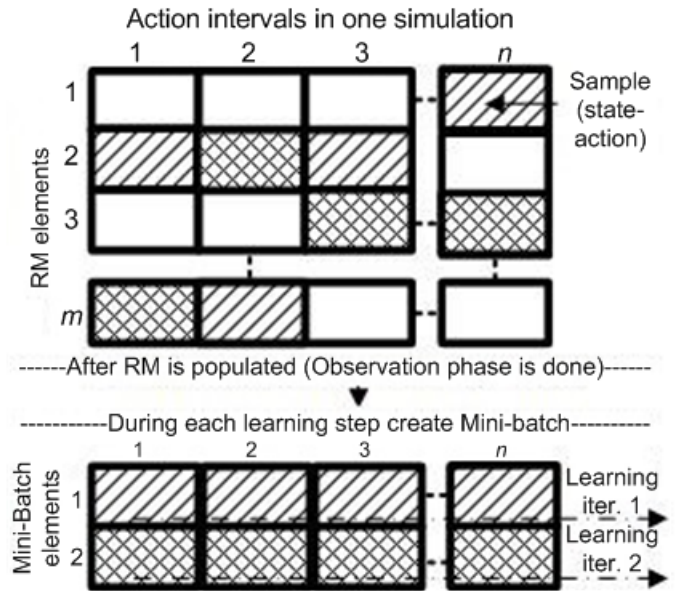 Action intervals in one simulation
1 2 3 n
1
2
3
m
RM elements
Sample
(state-
action)
After RM is populated (Observation phase is done)
During each learning step create Mini-batch
1 2 3 n
1
2
Mini-Batch
elements
Learning
iter. 1
Learning
iter. 2